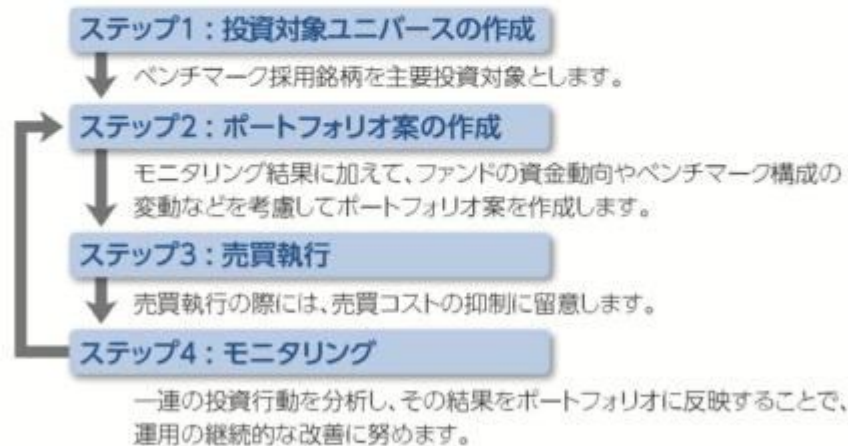 ステップ1：投資対象ユニバースの作成
ベンチマーク採用銘柄を主要投資対象とします。
ステップ2：ポートフォリオ案の作成
モニタリング結果に加えて、ファンドの資金動向やベンチマーク構成の
変動などを考慮してポートフォリオ案を作成します。
ステップ3：売買執行
売買執行の際には、売買コストの抑制に留意します。
ステップ4：モニタリング
一連の投資行動を分析し、その結果をポートフォリオに反映することで、
運用の継続的な改善に努めます。